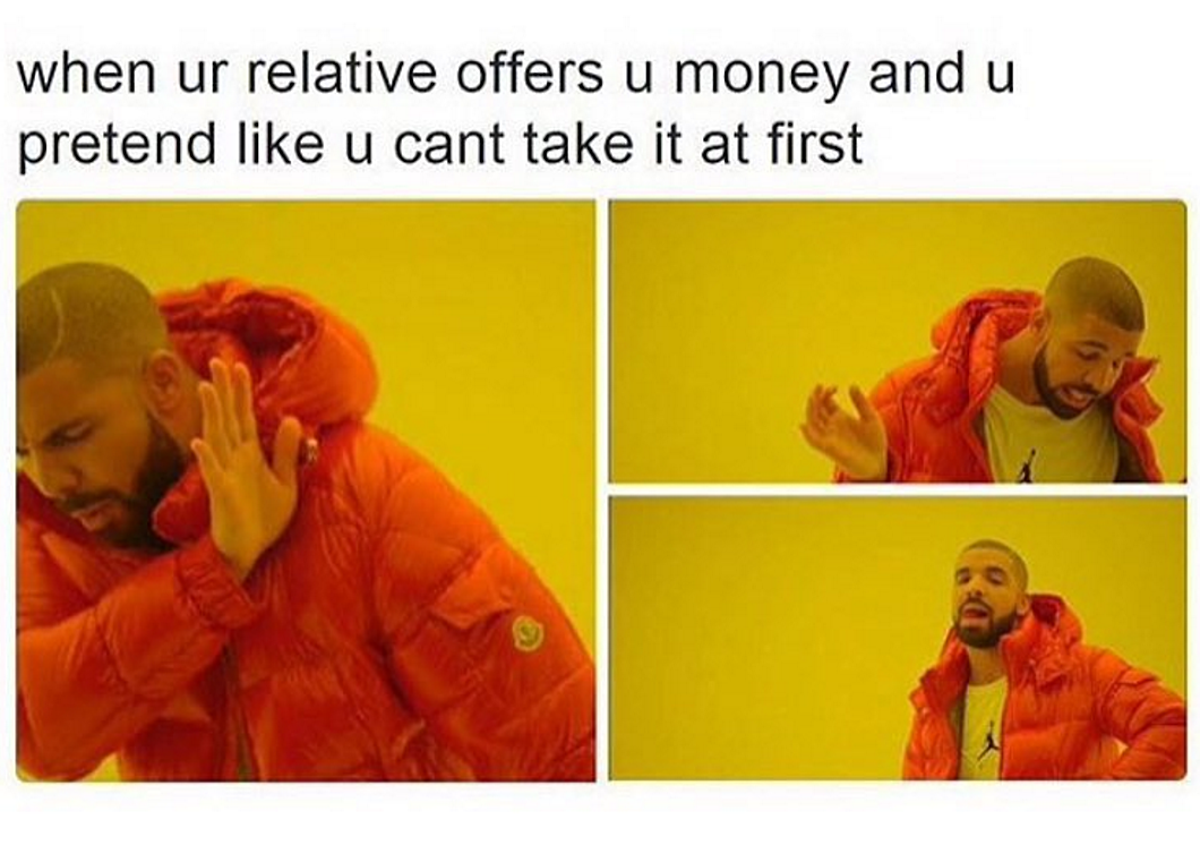 when ur relative offers u money and u
pretend like u cant take it at first